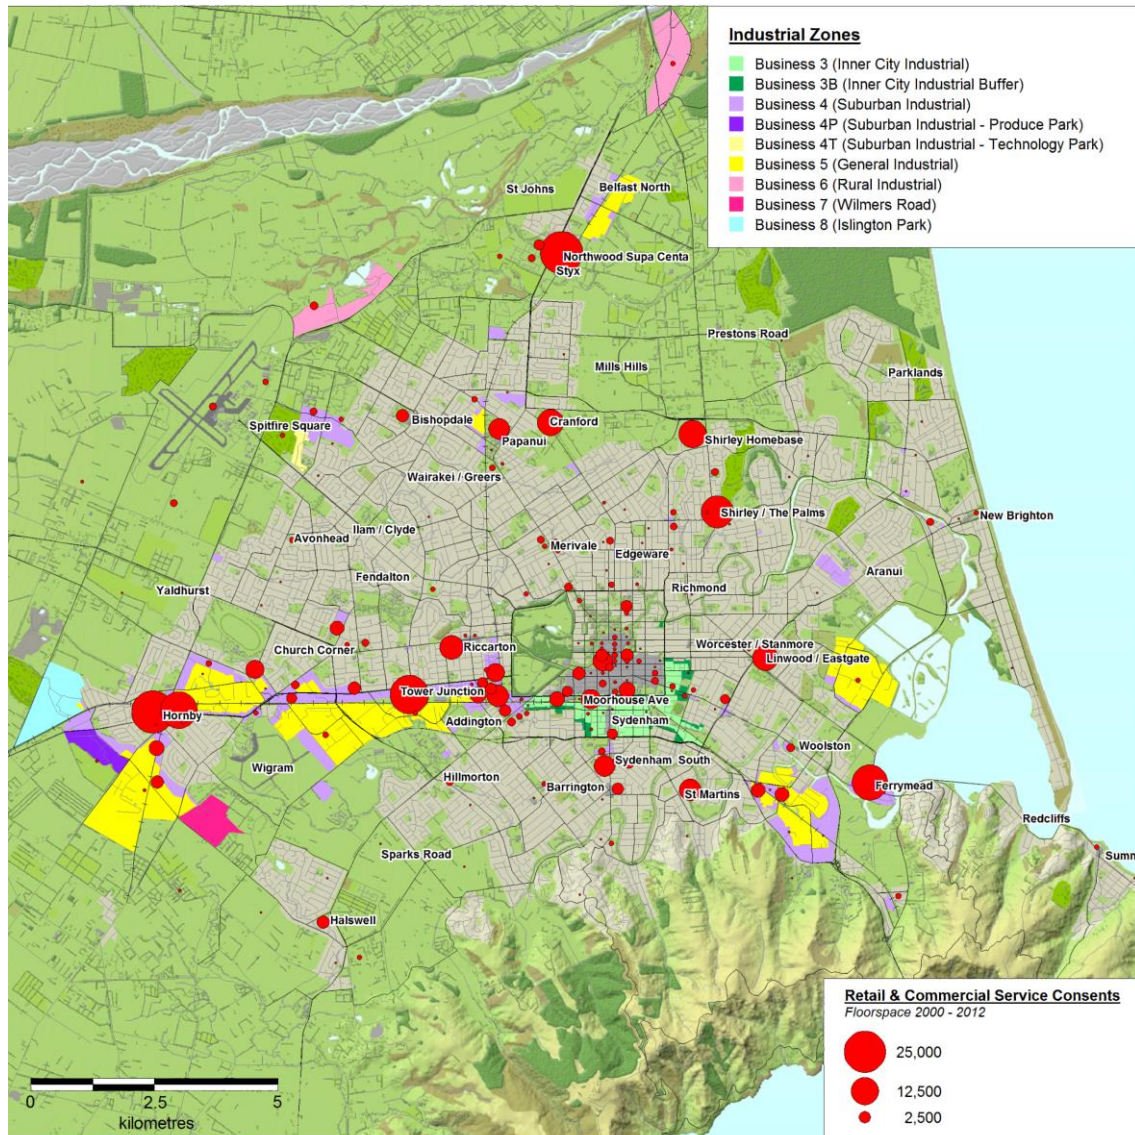 Industrial Zones
Business 3 (Inner City Industrial)
Business 3B (Inner City Industrial Buffer)
Business 4 (Suburban Industrial)
Business 4P (Suburban Industrial - Produce Park)
Business 4T (Suburban Industrial - Technology Park)
Business 5 (General Industrial)
Business 6 (Rural Industrial)
Business 7 (Wilmers Road)
Business 8 (Islington Park)
St Johns
Belfast North
Northwood Supa Centa
Styx
Prestons Road
Mills Hills
Parklands
Spitfire Square
Bishopdale
Cranford
Papanui
Shirley Homebase
Wairakei / Greers
Shirley / The Palms
New Brighton
Ilam / Clyde
Avonhead
Merivale
Edgeware
Aranui
Fendalton
Yaldhurst
Richmond
Church Corner
Riccarton
Worcester / Stanmore
Linwood / Eastgate
Tower Junction
Moorhouse Ave
Hornby
Addington
Sydenham
Woolston
Wigram
Sydenham South
Hillmorton
Barrington
St Martins
Ferrymead
Redcliffs
Sparks Road
Sumn
Halswell
Retail & Commercial Service Consents
Floorspace 2000 - 2012
25,000
12,500
2,500
0 2.5 5
kilometres